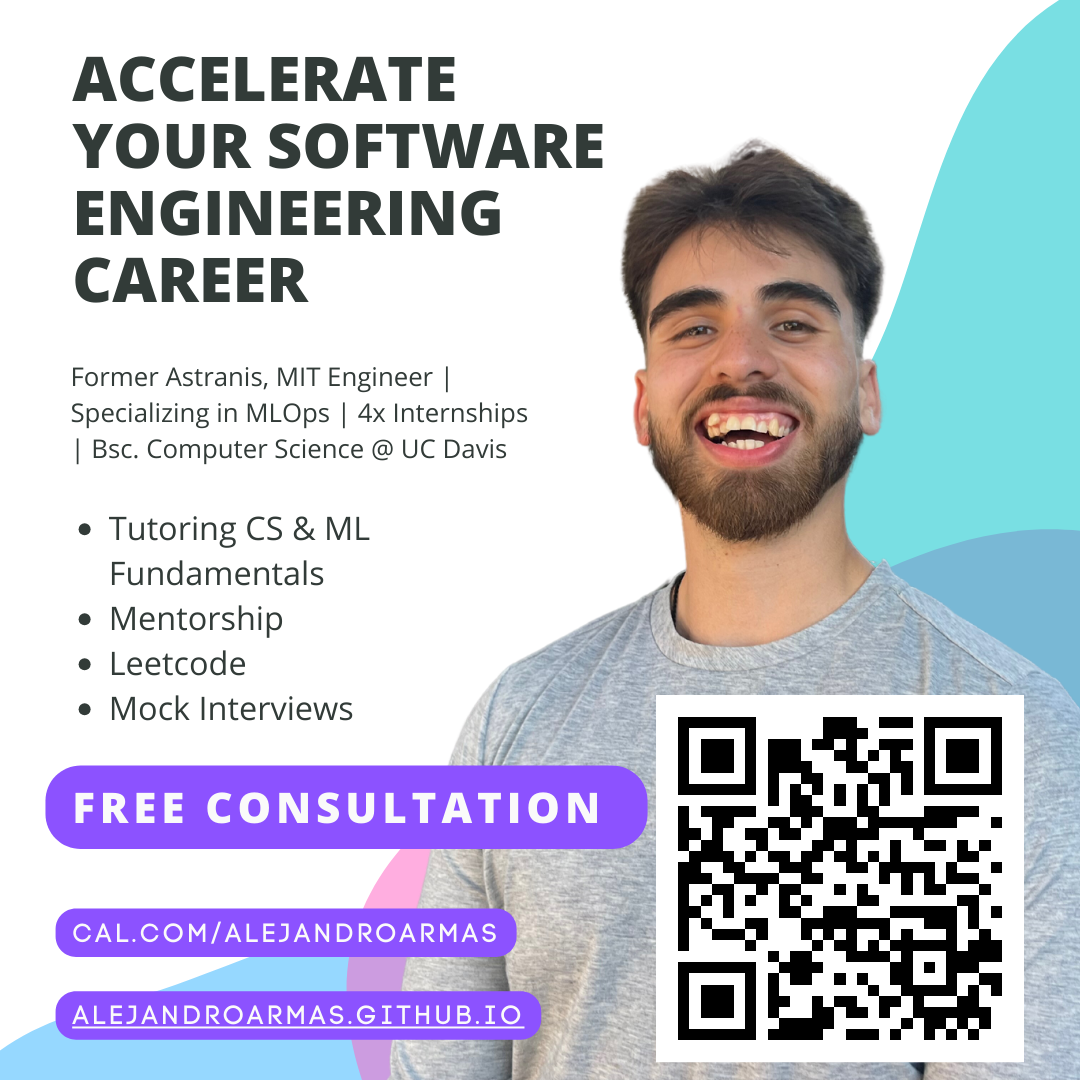 ACCELERATE
YOUR SOFTWARE
ENGINEERING
CAREER
Former Astranis, MIT Engineer |
Specializing in MLOps | 4x Internships
| Bsc. Computer Science @ UC Davis
• Tutoring CS & ML
Fundamentals
• Mentorship
• Leetcode
• Mock Interviews
FREE CONSULTATION
CAL.COM/ALEJANDROARMAS
ALEJANDROARMAS.GITHUB.IO